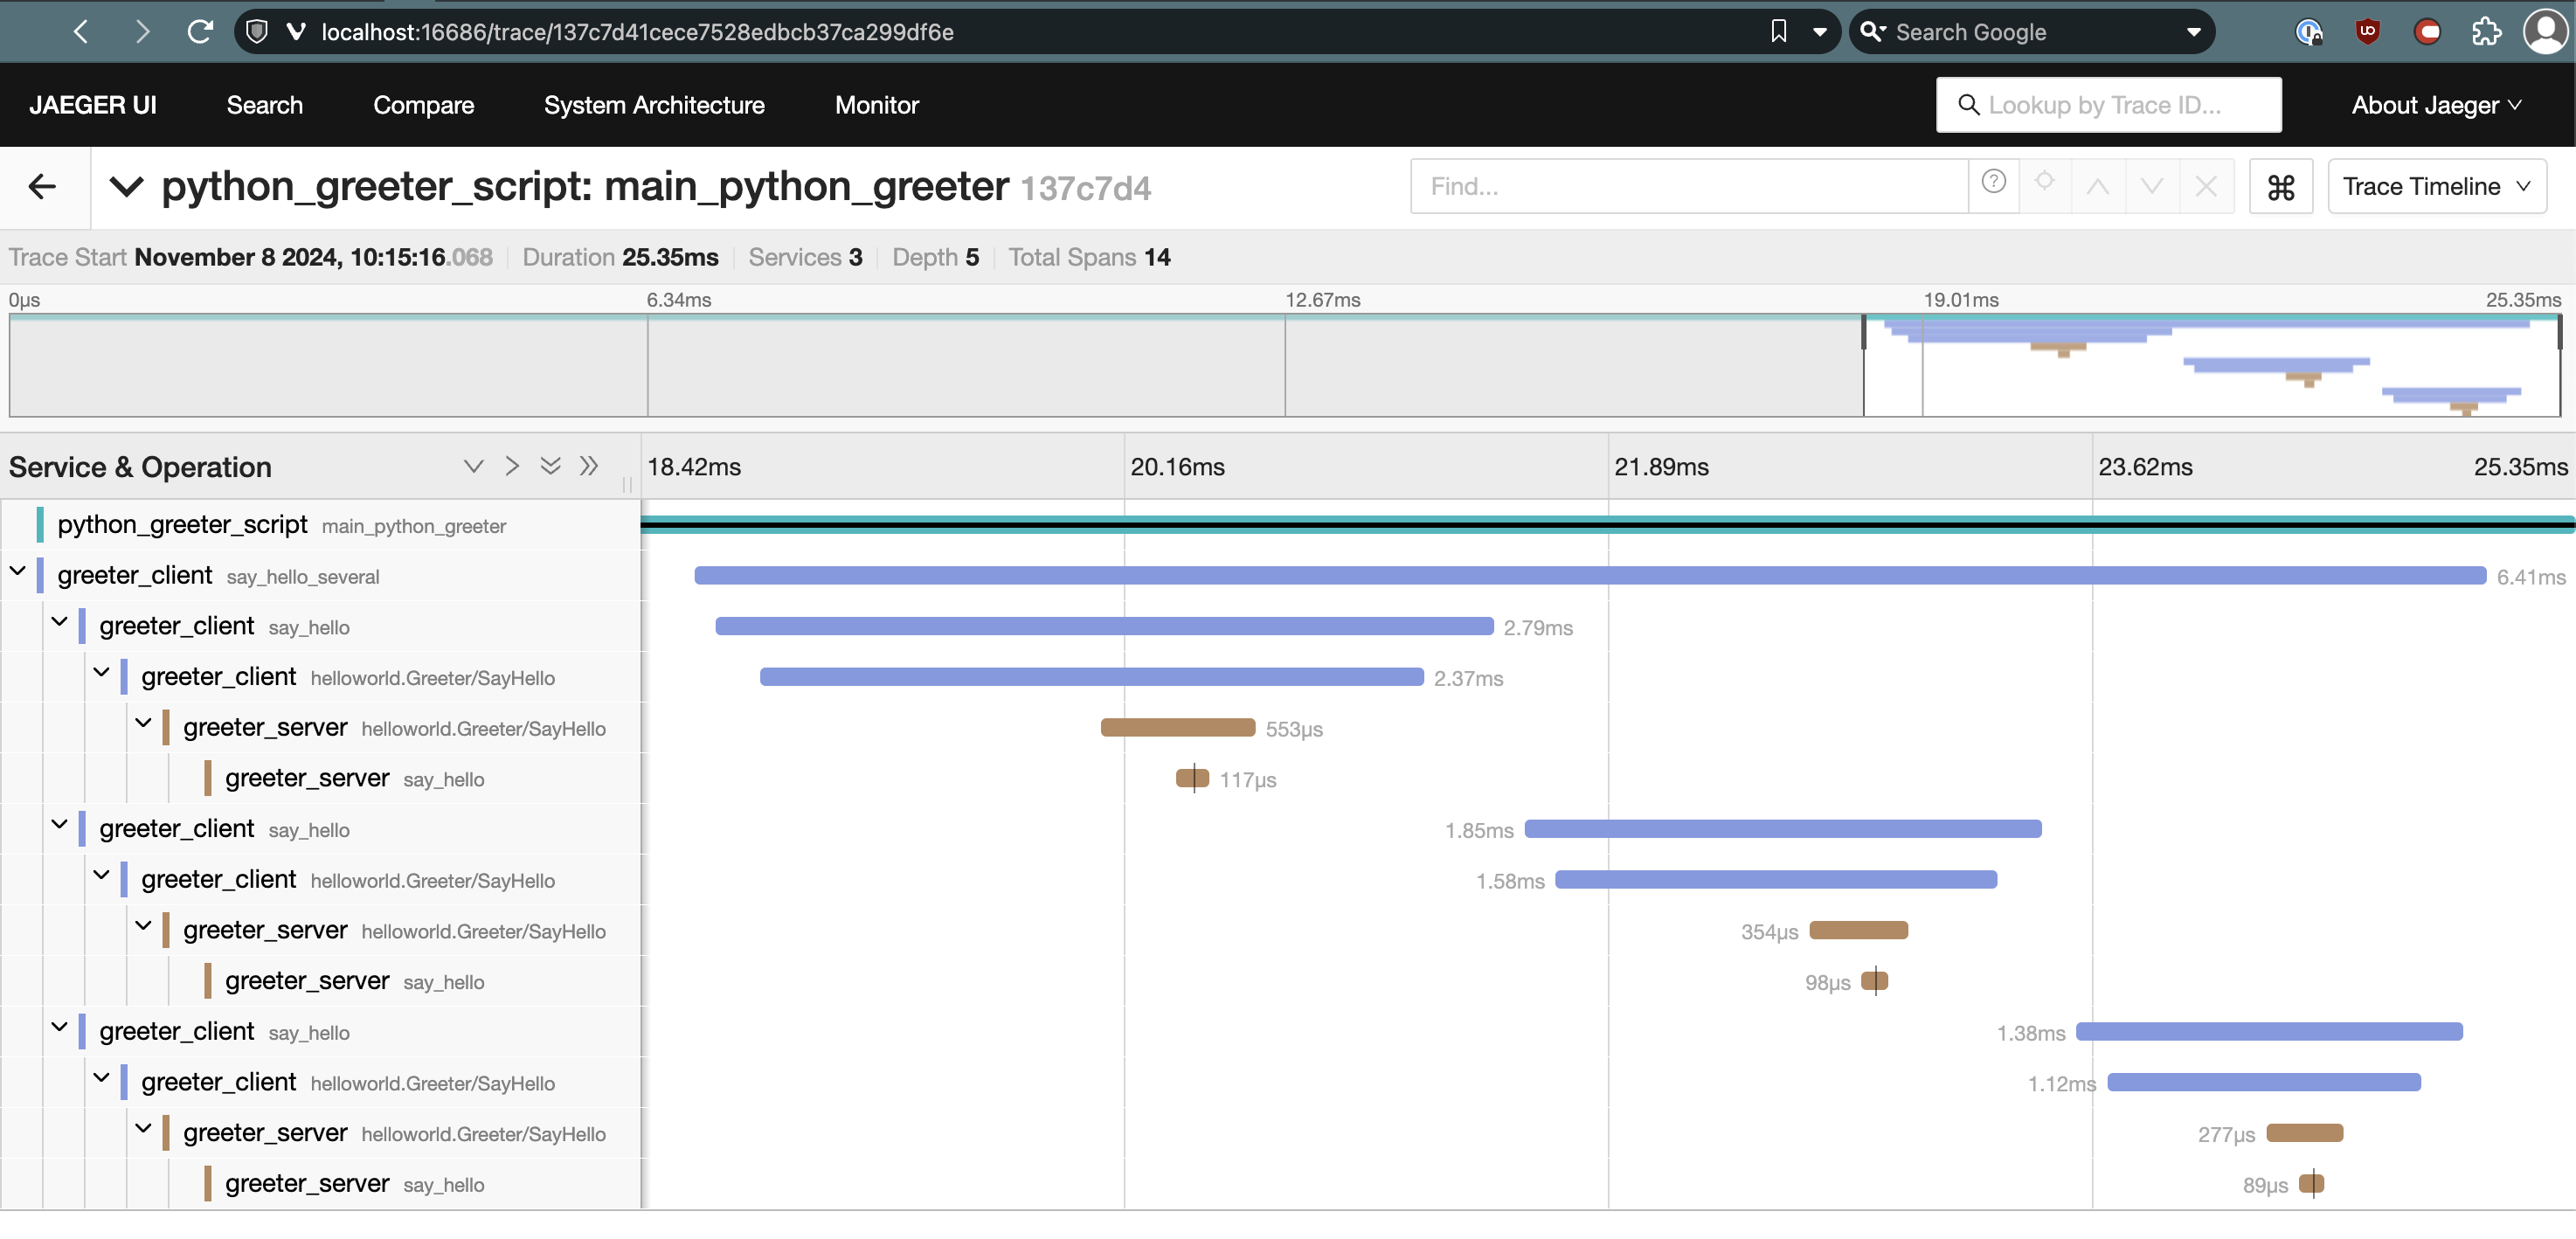 localhost:16686/trace/137c7d41cece7528edbcb37ca299df6e
Search Google
JAEGER UI Search Compare System Architecture Monitor
Lookup by Trace ID...
About Jaeger
python_greeter_script: main_python_greeter 137c7d4
Find...
Trace Timeline
Trace Start November 8 2024, 10:15:16.068 Duration 25.35ms Services 3 Depth 5 Total Spans 14
0μs 6.34ms 12.67ms 19.01ms 25.35ms
Service & Operation 18.42ms 20.16ms 21.89ms 23.62ms 25.35ms
python_greeter_script main_python_greeter
greeter_client say_hello_several 6.41ms
greeter_client say_hello 2.79ms
greeter_client helloworld.Greeter/SayHello 2.37ms
greeter_server helloworld.Greeter/SayHello 553μs
greeter_server say_hello 117μs
greeter_client say_hello 1.85ms
greeter_client helloworld.Greeter/SayHello 1.58ms
greeter_server helloworld.Greeter/SayHello 354μs
greeter_server say_hello 98μs
greeter_client say_hello 1.38ms
greeter_client helloworld.Greeter/SayHello 1.12ms
greeter_server helloworld.Greeter/SayHello 277μs
greeter_server say_hello 89μs